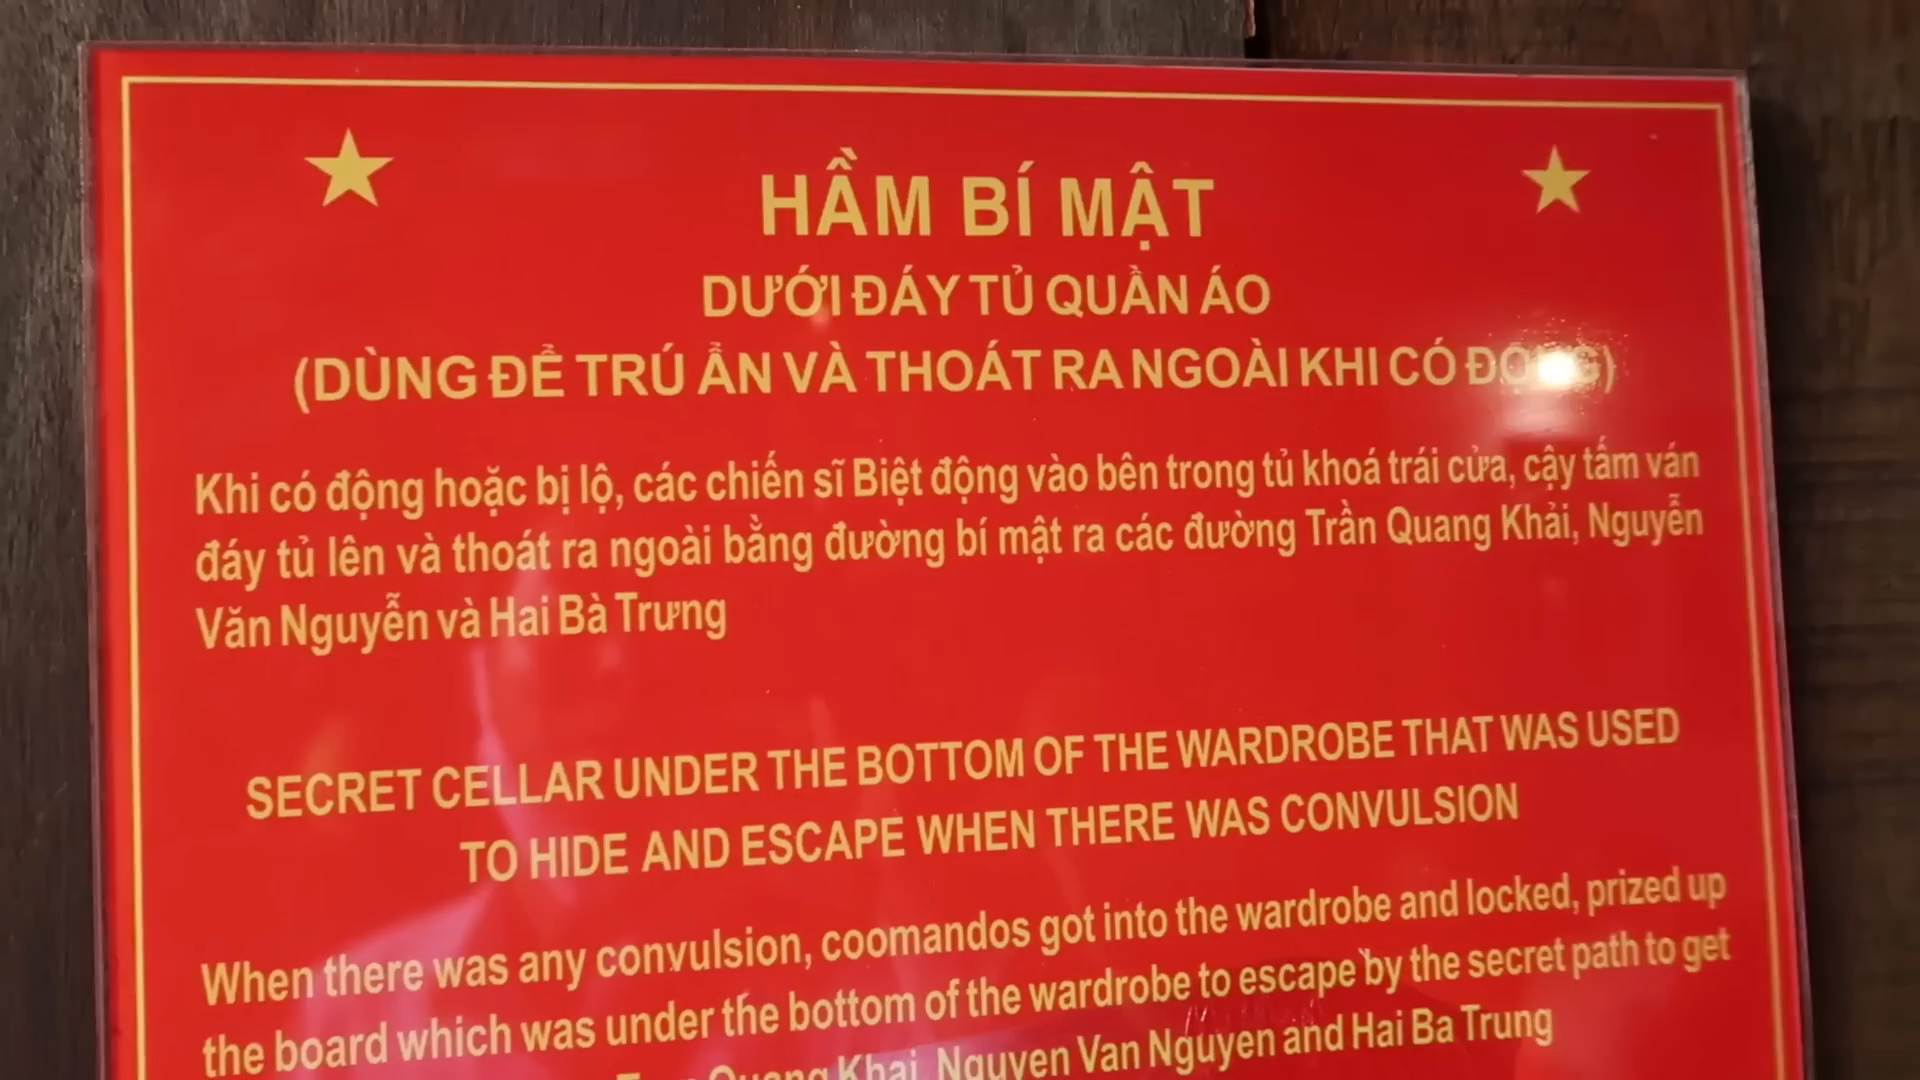 HẦM BÍ MẬT
DƯỚI ĐÁY TỦ QUẦN ÁO
(DÙNG ĐỂ TRÚ ẨN VÀ THOÁT RA NGOÀI KHI CÓ ĐỘNG)
Khi có động hoặc bị lộ, các chiến sĩ Biệt động vào bên trong tủ khoá trái cửa, cậy tấm ván
đáy tủ lên và thoát ra ngoài bằng đường bí mật ra các đường Trần Quang Khải, Nguyễn
Văn Nguyễn và Hai Bà Trưng
SECRET CELLAR UNDER THE BOTTOM OF THE WARDROBE THAT WAS USED
TO HIDE AND ESCAPE WHEN THERE WAS CONVULSION
When there was any convulsion, coomandos got into the wardrobe and locked, prized up
the board which was under the bottom of the wardrobe to escape by the secret path to get
Quang Khai, Nguyen Van Nguyen and Hai Ba Trung